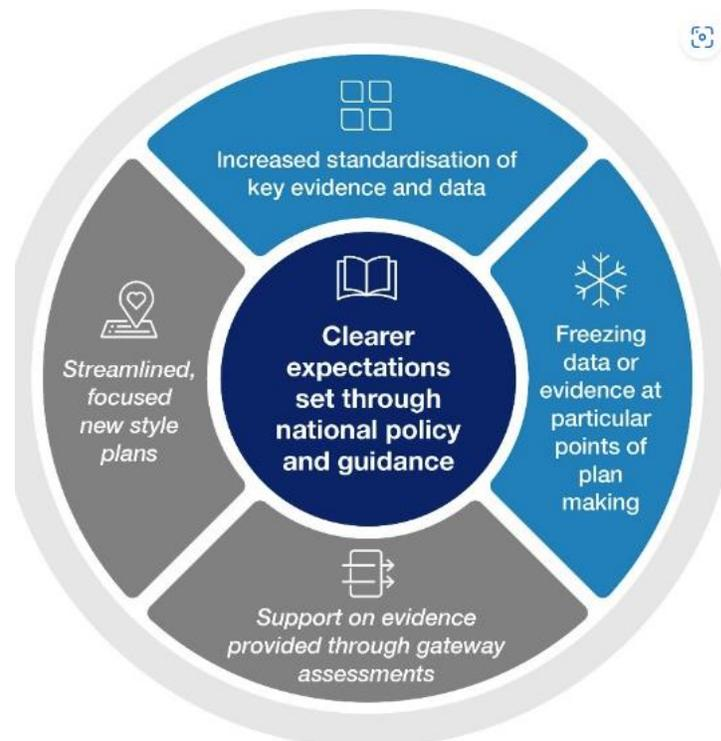 Increased standardisation of
key evidence and data
Streamlined,
focused
new style
plans
Clearer
expectations
set through
national policy
and guidance
Freezing
data or
evidence at
particular
points of
plan
making
Support on evidence
provided through gateway
assessments